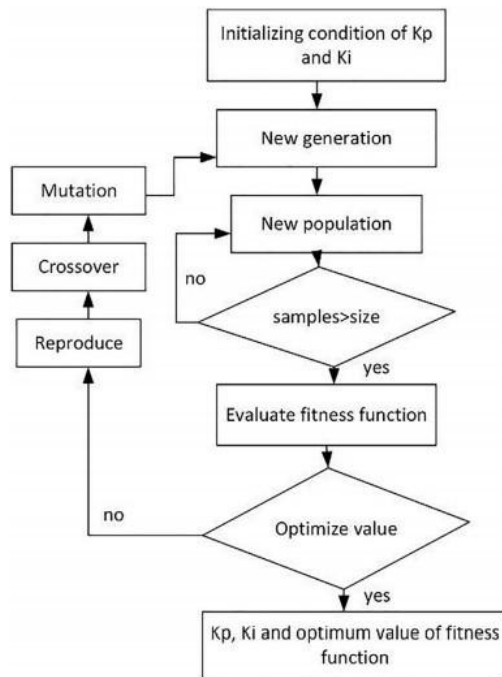 Initializing condition of Kp
and Ki
New generation
Mutation
New population
Crossover
no
samples>size
Reproduce
yes
Evaluate fitness function
no
Optimize value
yes
Kp, Ki and optimum value of fitness
function